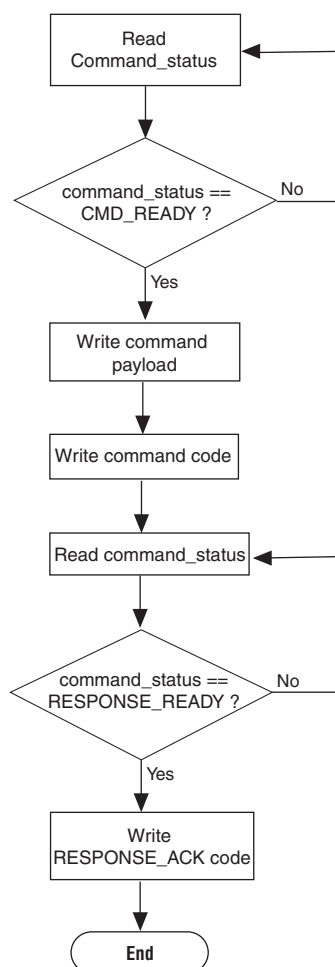 Read
Command_status
command_status ==
CMD_READY ?
No
Yes
Write command
payload
Write command code
Read command_status
command_status ==
RESPONSE_READY ?
No
Yes
Write
RESPONSE_ACK code
End